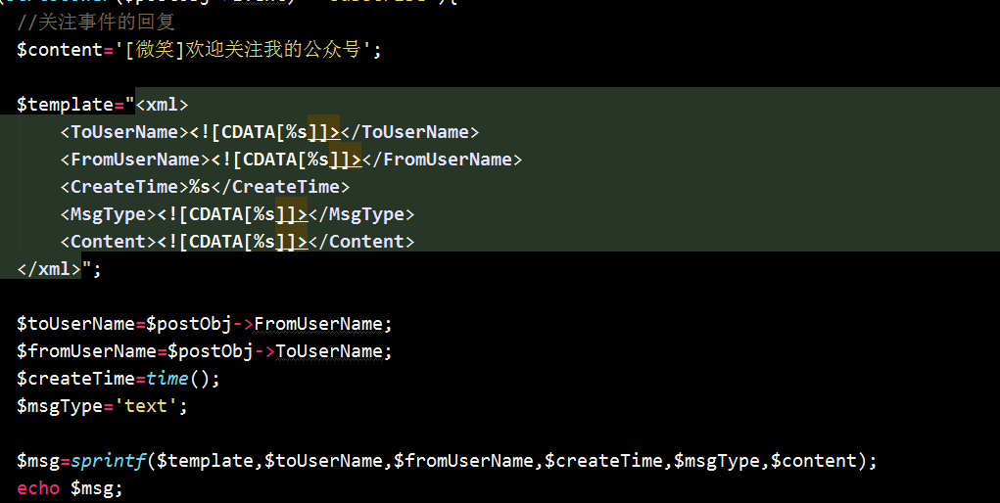 //关注事件的回复
$content='[微笑]欢迎关注我的公众号';
$template="<xml>
<ToUserName><![CDATA[%s]]></ToUserName>
<FromUserName><![CDATA[%s]]></FromUserName>
<CreateTime>%s</CreateTime>
<MsgType><![CDATA[%s]]></MsgType>
<Content><![CDATA[%s]]></Content>
</xml>";
$toUserName=$postObj->FromUserName;
$fromUserName=$postObj->ToUserName;
$createTime=time();
$msgType='text';
$msg=sprintf($template,$toUserName,$fromUserName,$createTime,$msgType,$content);
echo $msg;